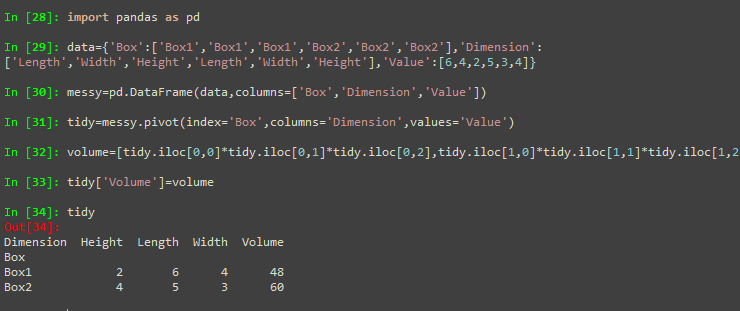 In [28]: import pandas as pd
In [29]: data={'Box':['Box1','Box1','Box1','Box2','Box2','Box2'],'Dimension':
['Length','Width','Height','Length','Width','Height'],'Value':[6,4,2,5,3,4]}
In [30]: messy=pd.DataFrame(data,columns=['Box','Dimension','Value'])
In [31]: tidy=messy.pivot(index='Box',columns='Dimension',values='Value')
In [32]: volume=[tidy.iloc[0,0]*tidy.iloc[0,1]*tidy.iloc[0,2],tidy.iloc[1,0]*tidy.iloc[1,1]*tidy.iloc[1,2
In [33]: tidy['Volume']=volume
In [34]: tidy
Out[34]:
Dimension  Height  Length  Width  Volume
Box
Box1            2       6      4      48
Box2            4       5      3      60